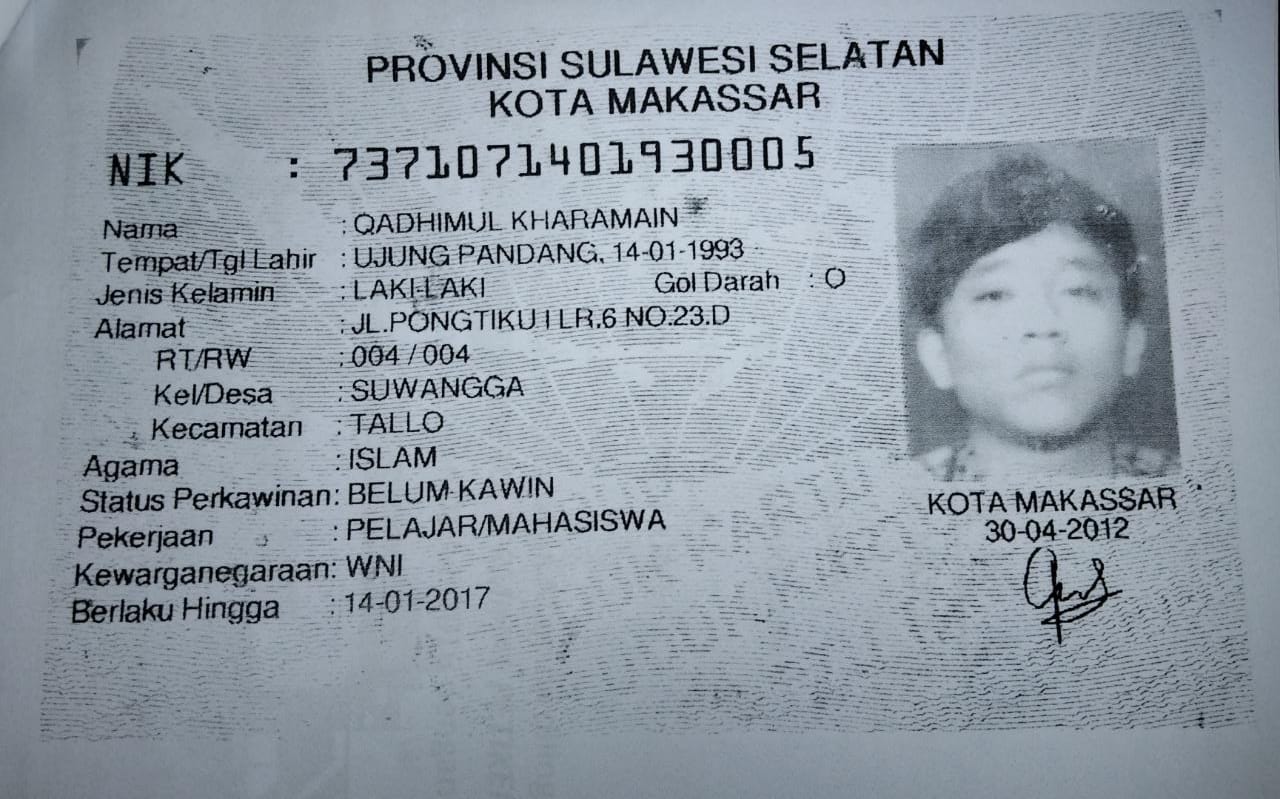 PROVINSI SULAWESI SELATAN
KOTA MAKASSAR
NIK : 7371071401930005
Nama : QADHIMUL KHARAMAIN
Tempat/Tgl Lahir : UJUNG PANDANG, 14-01-1993
Jenis Kelamin : LAKI-LAKI Gol Darah : O
Alamat : JL.PONGTIKU I LR.6 NO.23.D
RT/RW : 004 / 004
Kel/Desa : SUWANGGA
Kecamatan : TALLO
Agama : ISLAM
Status Perkawinan: BELUM KAWIN
Pekerjaan : PELAJAR/MAHASISWA
Kewarganegaraan: WNI
Berlaku Hingga : 14-01-2017
KOTA MAKASSAR
30-04-2012